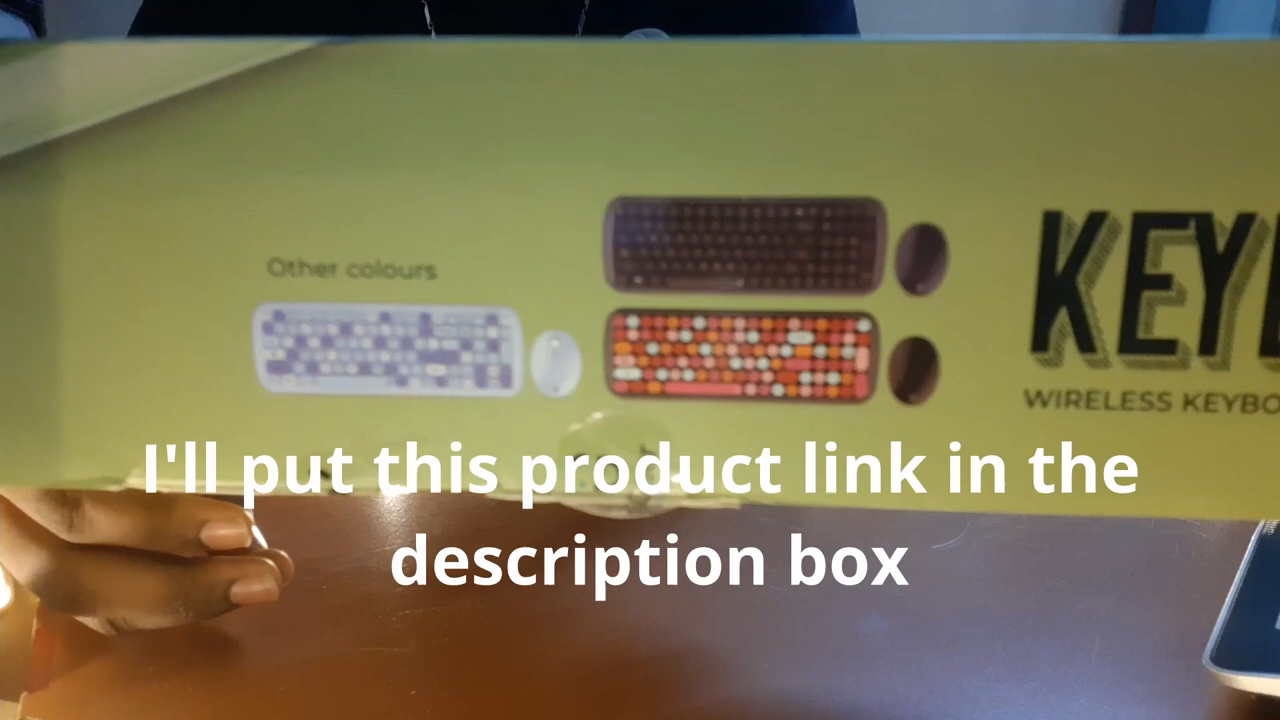 Other colours
KEY
WIRELESS KEYBO
I'll put this product link in the
description box